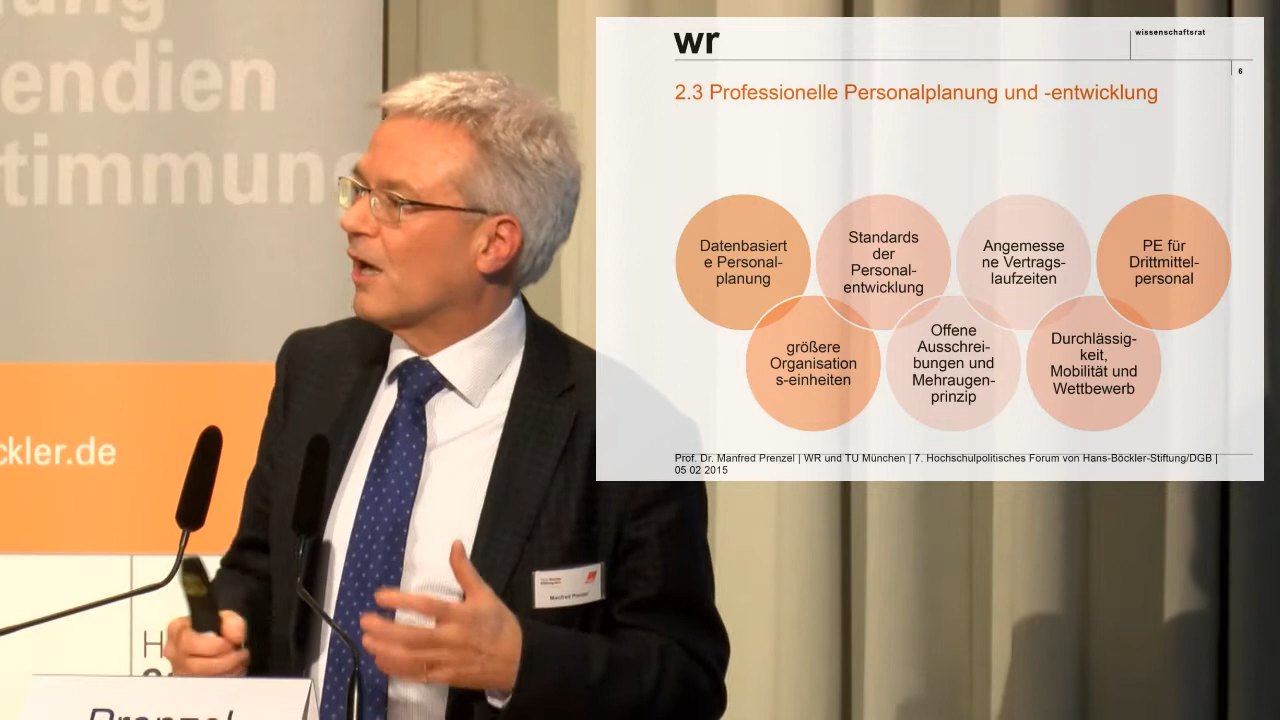 endien
timmung
ckler.de
Manfred Prenzel
Prenzel
wr
wissenschaftsrat
6
2.3 Professionelle Personalplanung und -entwicklung
Datenbasiert
e Personal-
planung
Standards
der
Personal-
entwicklung
Angemesse
ne Vertrags-
laufzeiten
PE für
Drittmittel-
personal
größere
Organisation
s-einheiten
Offene
Ausschrei-
bungen und
Mehraugen-
prinzip
Durchlässig-
keit,
Mobilität und
Wettbewerb
Prof. Dr. Manfred Prenzel | WR und TU München | 7. Hochschulpolitisches Forum von Hans-Böckler-Stiftung/DGB |
05 02 2015